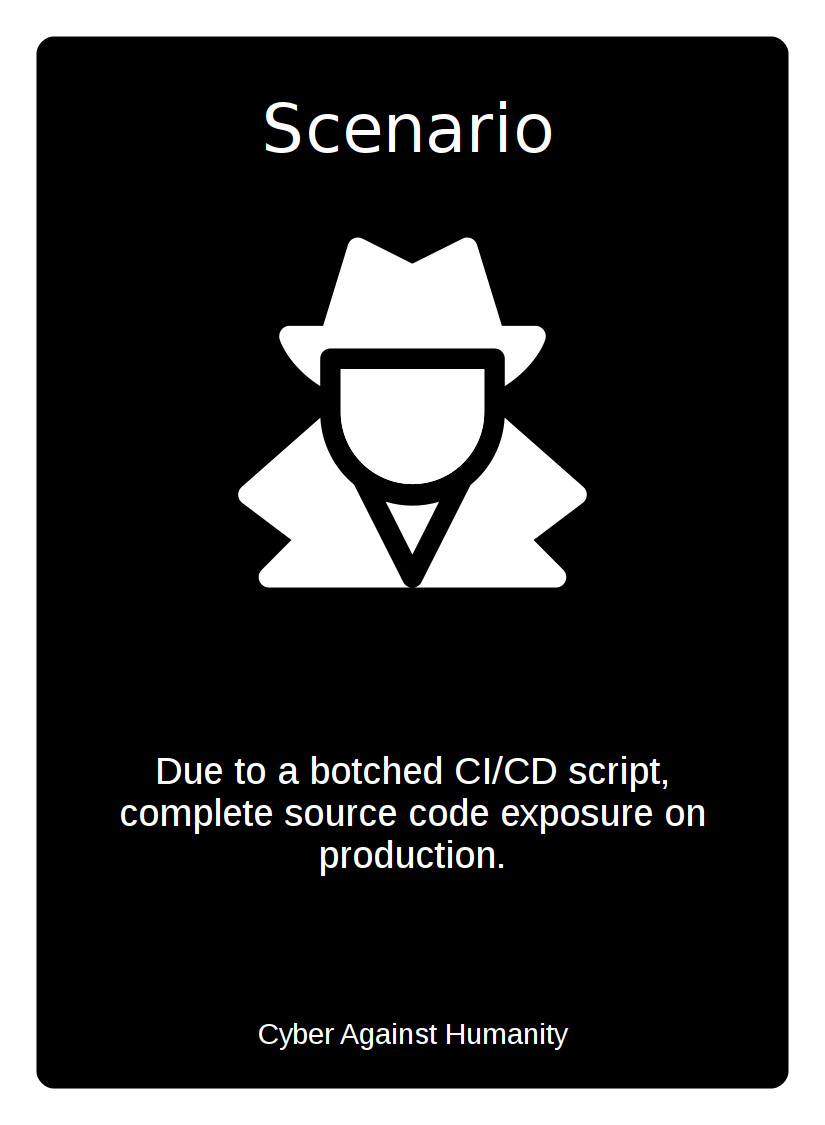 Scenario
Due to a botched CI/CD script,
complete source code exposure on
production.
Cyber Against Humanity